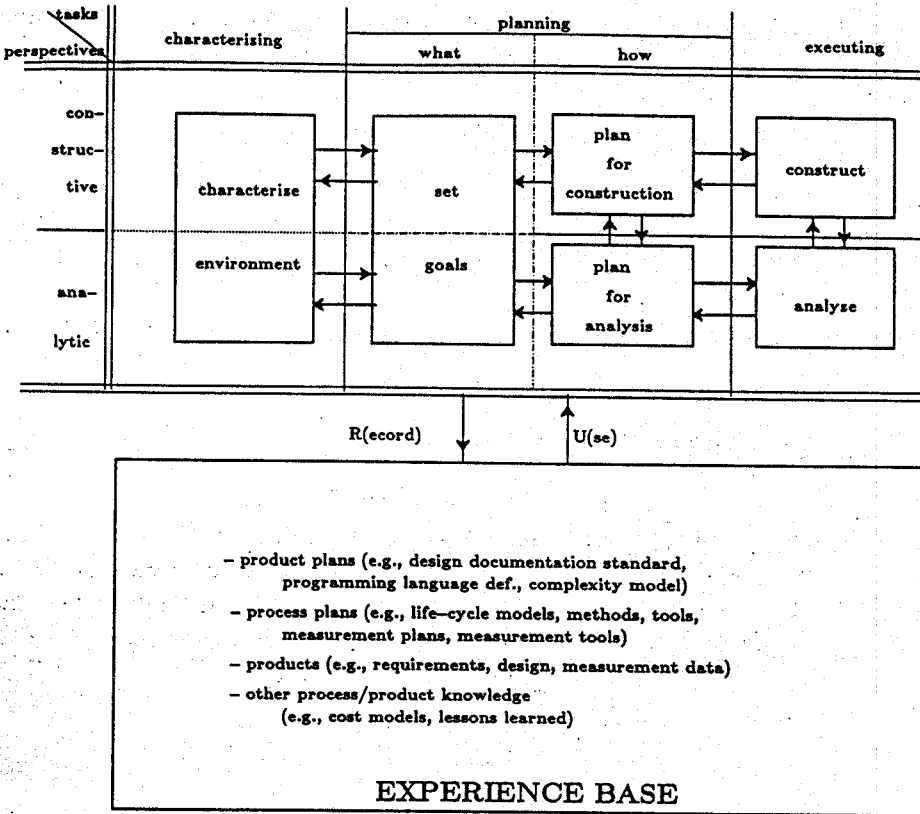 tasks
perspectives
characterising
planning
what
how
executing
con-
struc-
tive
ana-
lytic
characterise
environment
set
goals
plan
for
construction
construct
plan
for
analysis
analyze
R(ecord)
U(se)
– product plans (e.g., design documentation standard,
programming language def., complexity model)
– process plans (e.g., life–cycle models, methods, tools,
measurement plans, measurement tools)
– products (e.g., requirements, design, measurement data)
– other process/product knowledge
(e.g., cost models, lessons learned)
EXPERIENCE BASE